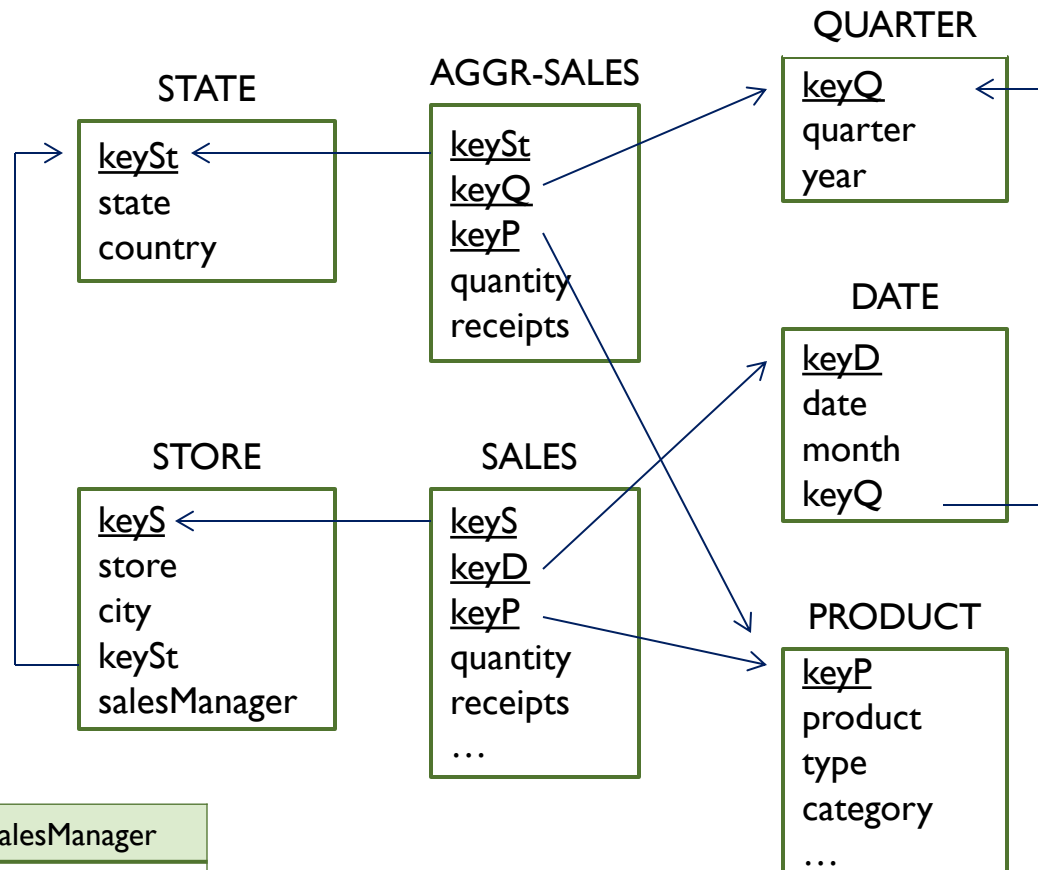 STATE
keySt
state
country
AGGR-SALES
keySt
keyQ
keyP
quantity
receipts
QUARTER
keyQ
quarter
year
DATE
keyD
date
month
keyQ
STORE
keyS
store
city
keySt
salesManager
SALES
keyS
keyD
keyP
quantity
receipts
…
PRODUCT
keyP
product
type
category
…
alesManager